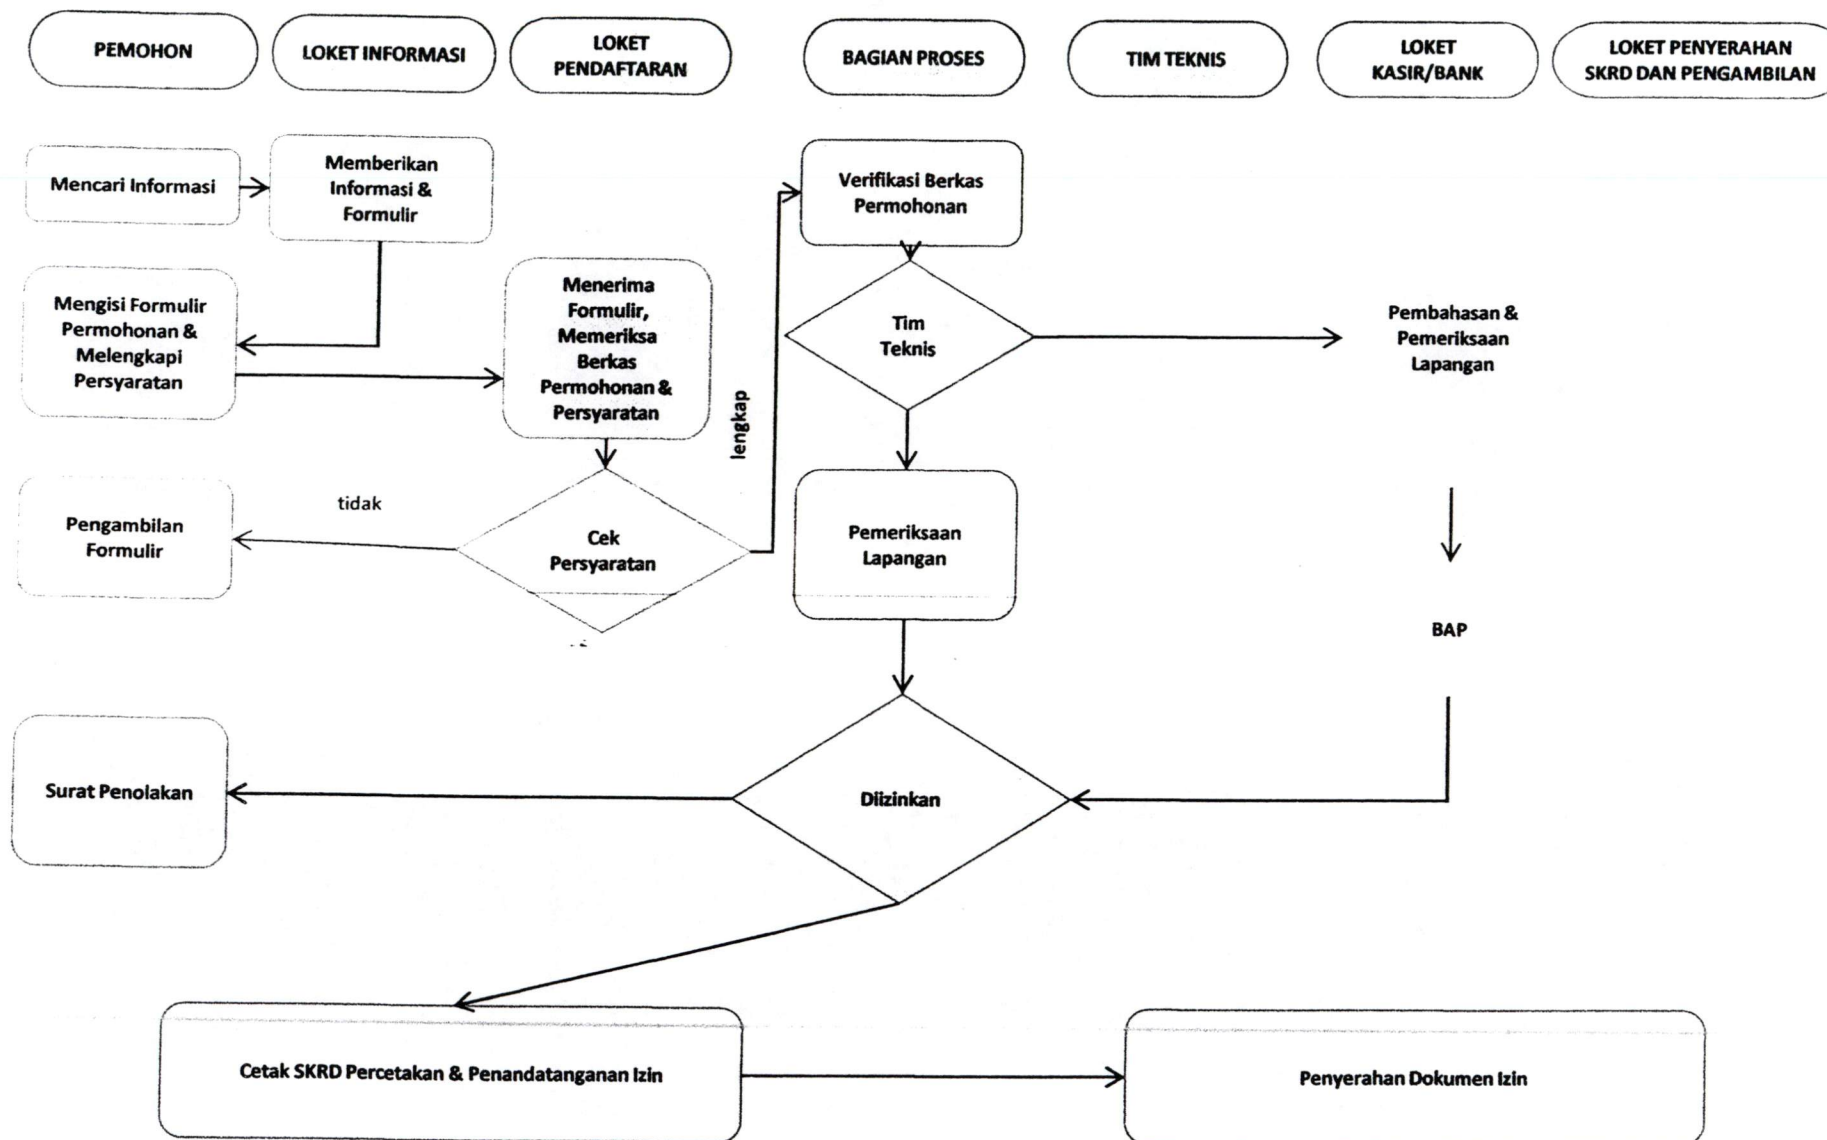 PEMOHON
LOKET INFORMASI
LOKET
PENDAFTARAN
BAGIAN PROSES
TIM TEKNIS
LOKET
KASIR/BANK
LOKET PENYERAHAN
SKRD DAN PENGAMBILAN
Mencari Informasi
Memberikan
Informasi &
Formulir
Verifikasi Berkas
Permohonan
Mengisi Formulir
Permohonan &
Melengkapi
Persyaratan
Menerima
Formulir,
Memeriksa
Berkas
Permohonan &
Persyaratan
lengkap
Tim
Teknis
Pembahasan &
Pemeriksaan
Lapangan
Pengambilan
Formulir
tidak
Cek
Persyaratan
Pemeriksaan
Lapangan
BAP
Surat Penolakan
Diizinkan
Cetak SKRD Percetakan & Penandatanganan Izin
Penyerahan Dokumen Izin